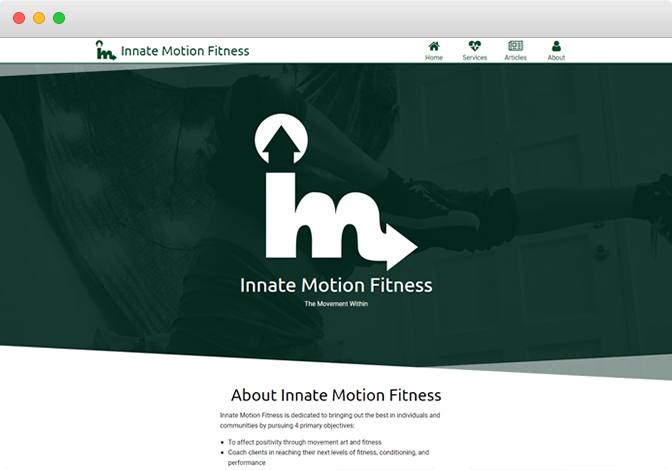 Innate Motion Fitness
Home Services Articles About
im
Innate Motion Fitness
The Movement Within
About Innate Motion Fitness
Innate Motion Fitness is dedicated to bringing out the best in individuals and
communities by pursuing 4 primary objectives:
To affect positivity through movement art and fitness
Coach clients in reaching their next levels of fitness, conditioning, and
performance